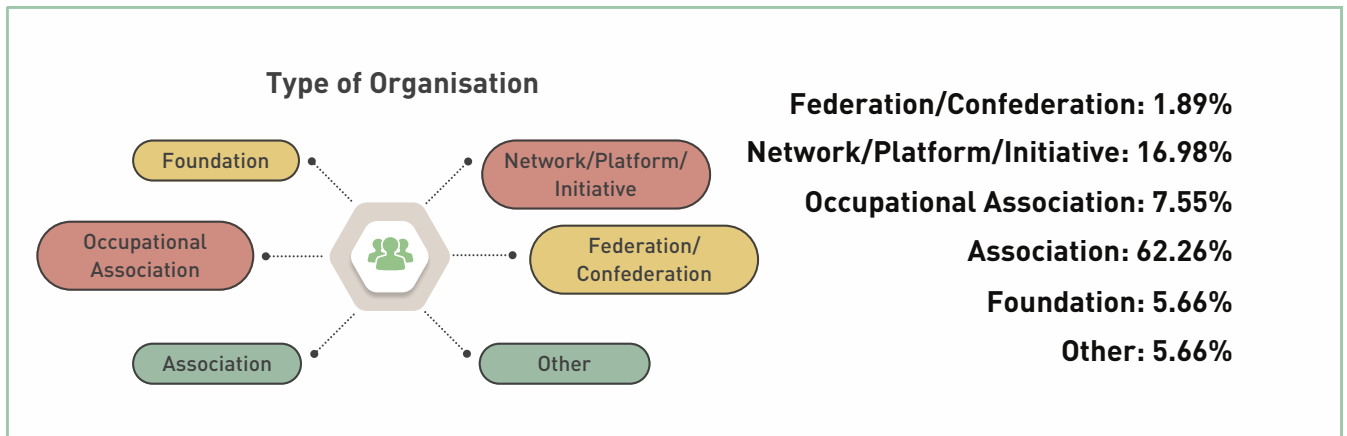 Type of Organisation
Foundation
Network/Platform/
Initiative
Occupational
Association
Federation/
Confederation
Association
Other
Federation/Confederation: 1.89%
Network/Platform/Initiative: 16.98%
Occupational Association: 7.55%
Association: 62.26%
Foundation: 5.66%
Other: 5.66%